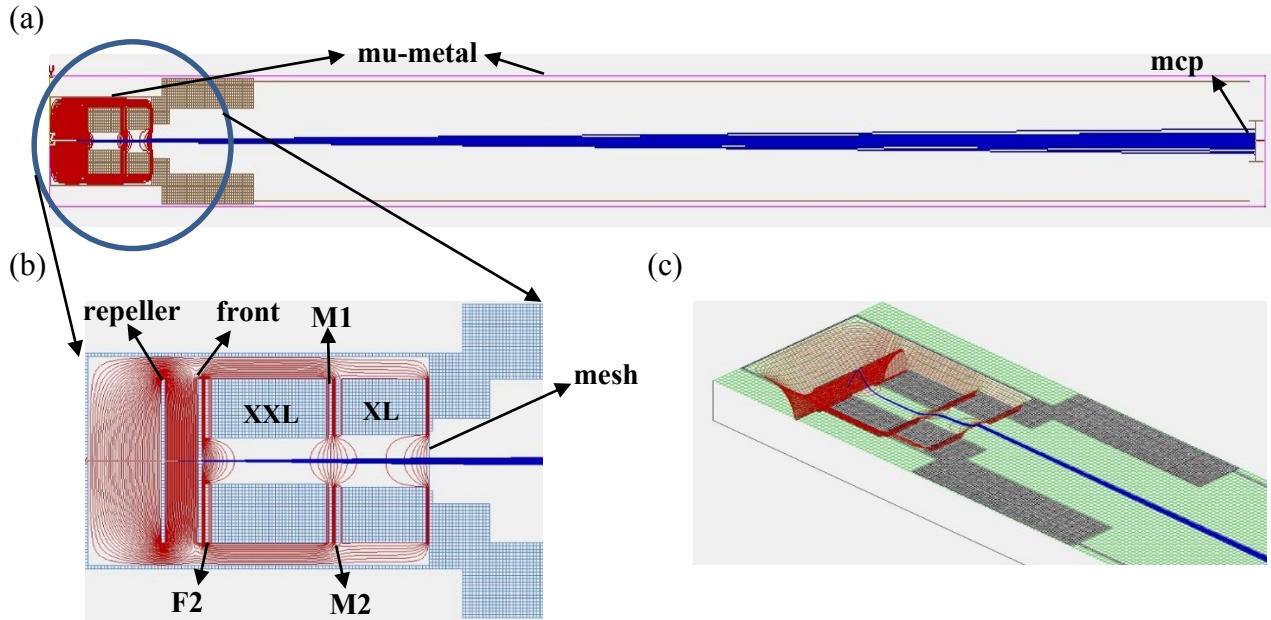 (a)
mu-metal
mcp
(b)
(c)
repeller
front
M1
mesh
XXL
XL
F2
M2